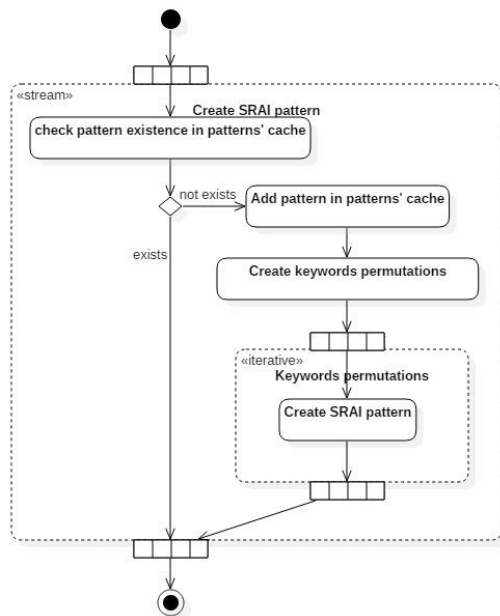 «stream»
Create SRAI pattern
check pattern existence in patterns' cache
not exists
Add pattern in patterns' cache
exists
Create keywords permutations
«iterative»
Keywords permutations
Create SRAI pattern